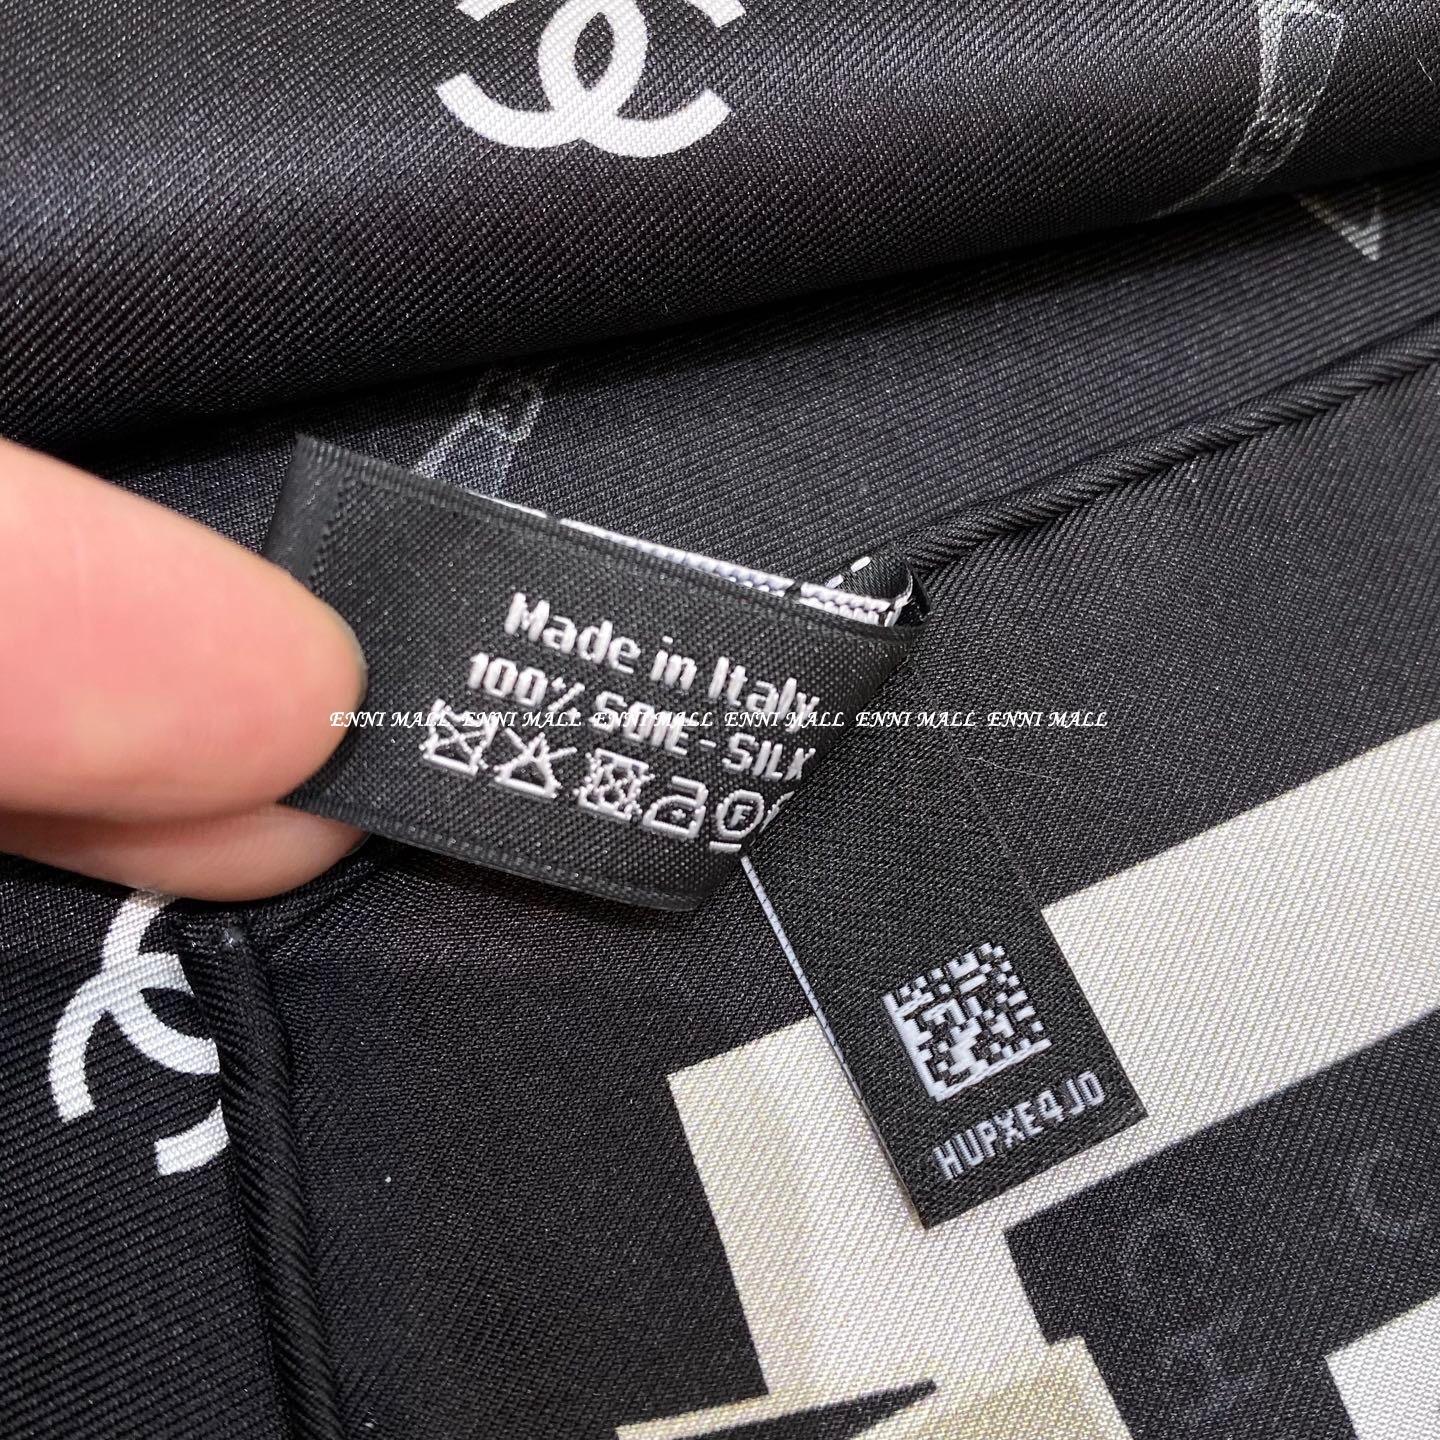 Made in Italy
100% SOIE - SILK
F
ENNI MALL ENNI MALL ENNI MALL ENNI MALL ENNI MALL ENNI MALL
HUPXE4J0